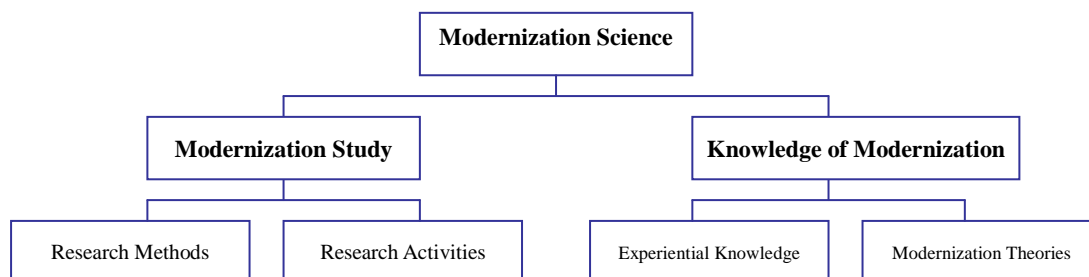 Modernization Science
Modernization Study
Knowledge of Modernization
Research Methods
Research Activities
Experiential Knowledge
Modernization Theories